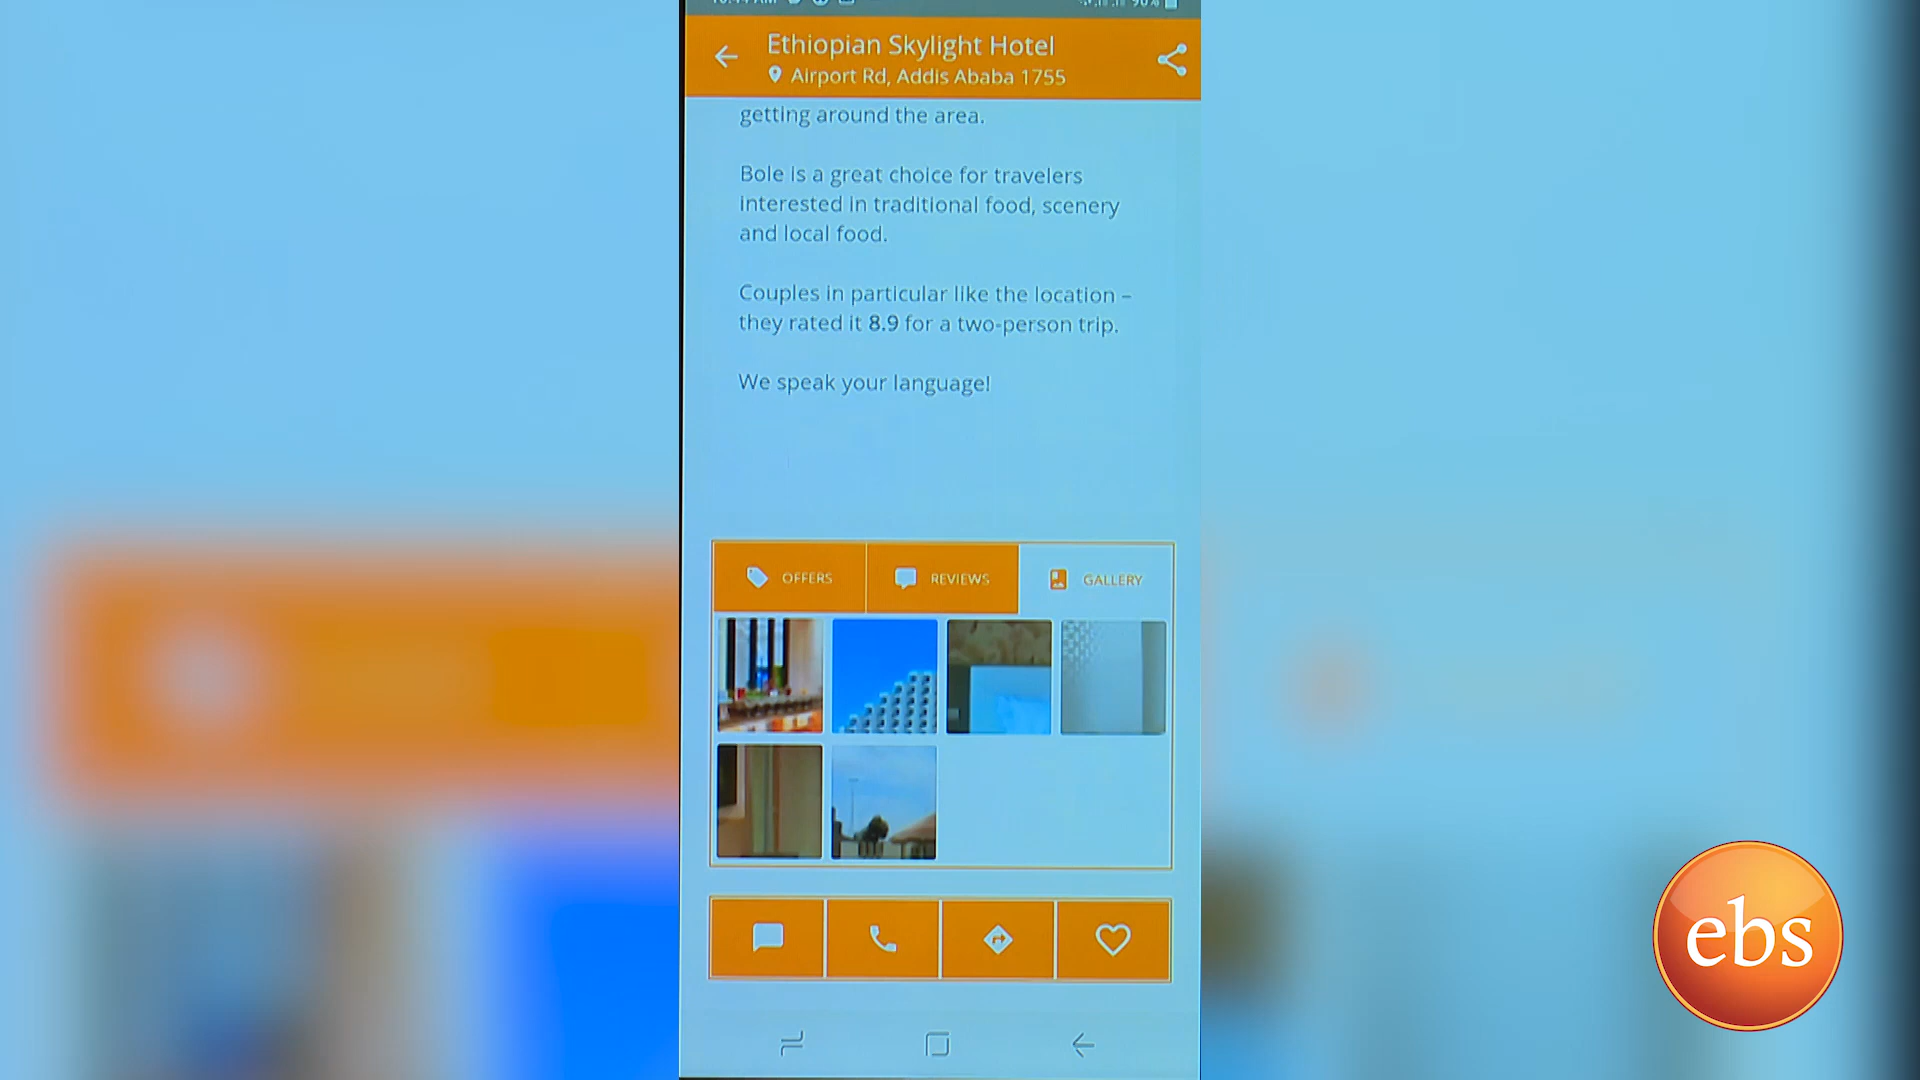 Ethiopian Skylight Hotel
Airport Rd, Addis Ababa 1755
getting around the area.
Bole is a great choice for travelers
interested in traditional food, scenery
and local food.
Couples in particular like the location –
they rated it 8.9 for a two-person trip.
We speak your language!
OFFERS
REVIEWS
GALLERY
ebs